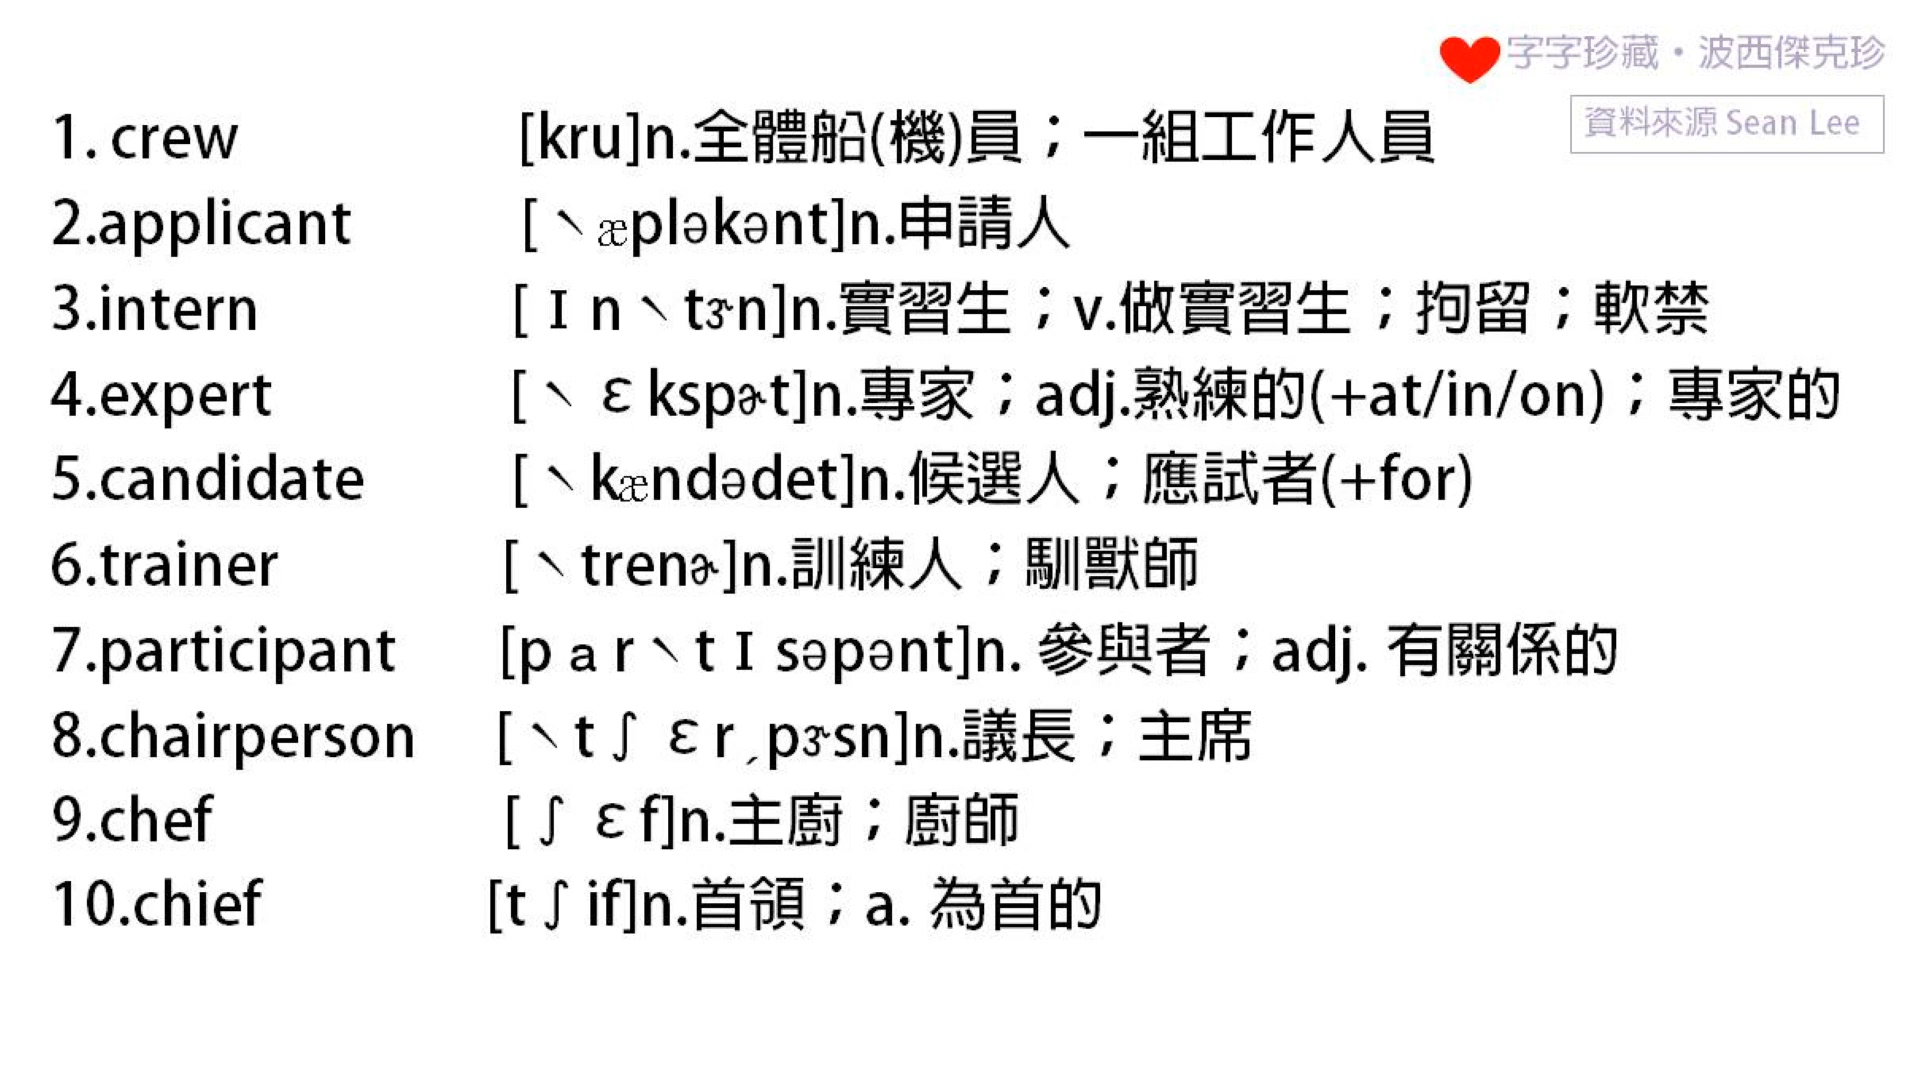 字字珍藏・波西傑克珍
資料來源 Sean Lee
1. crew [kru]n.全體船(機)員；一組工作人員
2.applicant [ˋæpləkənt]n.申請人
3.intern [ɪnˋtɝn]n.實習生；v.做實習生；拘留；軟禁
4.expert [ˋɛkspɚt]n.專家；adj.熟練的(+at/in/on)；專家的
5.candidate [ˋkændədet]n.候選人；應試者(+for)
6.trainer [ˋtrenɚ]n.訓練人；馴獸師
7.participant [pɑrˋtɪsəpənt]n. 參與者；adj. 有關係的
8.chairperson [ˋtʃɛrˏpɝsn]n.議長；主席
9.chef [ʃɛf]n.主廚；廚師
10.chief [tʃif]n.首領；a. 為首的